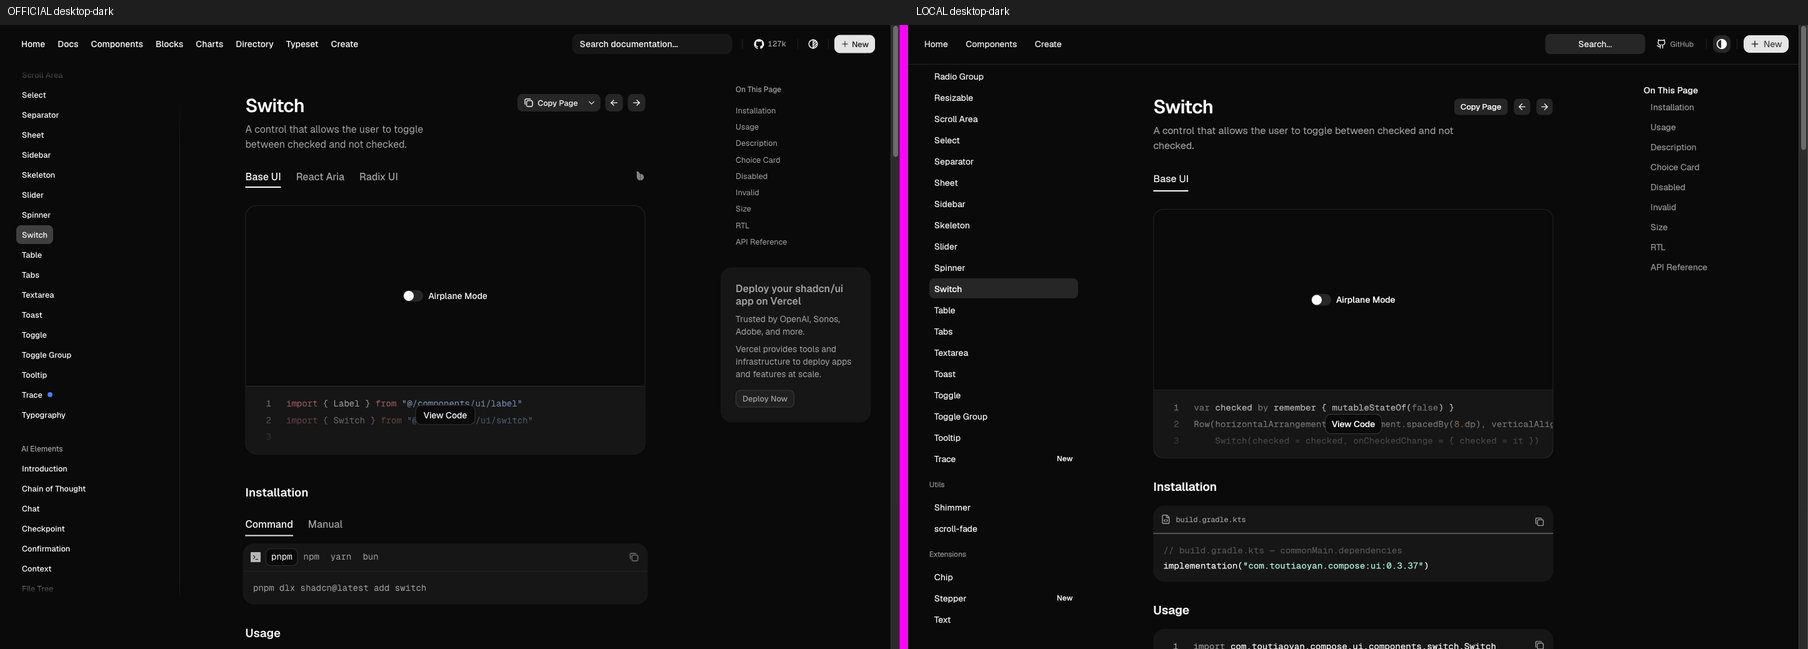 OFFICIAL desktop-dark
Home Docs Components Blocks Charts Directory Typeset Create
Search documentation...
127k
+ New
Scroll Area
Select
Separator
Sheet
Sidebar
Skeleton
Slider
Spinner
Switch
Table
Tabs
Textarea
Toast
Toggle
Toggle Group
Tooltip
Trace
Typography
AI Elements
Introduction
Chain of Thought
Chat
Checkpoint
Confirmation
Context
File Tree
Switch
Copy Page
A control that allows the user to toggle
between checked and not checked.
Base UI React Aria Radix UI
Airplane Mode
1 import { Label } from "@/components/ui/label"
View Code
2 import { Switch } from "@ /ui/switch"
3
Installation
Command Manual
pnpm npm yarn bun
pnpm dlx shadcn@latest add switch
Usage
On This Page
Installation
Usage
Description
Choice Card
Disabled
Invalid
Size
RTL
API Reference
Deploy your shadcn/ui
app on Vercel
Trusted by OpenAI, Sonos,
Adobe, and more.
Vercel provides tools and
infrastructure to deploy apps
and features at scale.
Deploy Now
LOCAL desktop-dark
Home Components Create
Search...
GitHub
+ New
Radio Group
Resizable
Scroll Area
Select
Separator
Sheet
Sidebar
Skeleton
Slider
Spinner
Switch
Table
Tabs
Textarea
Toast
Toggle
Toggle Group
Tooltip
Trace New
Utils
Shimmer
scroll-fade
Extensions
Chip
Stepper New
Text
Switch
Copy Page
A control that allows the user to toggle between checked and not
checked.
Base UI
Airplane Mode
1 var checked by remember { mutableStateOf(false) }
2 Row(horizontalArrangement ment.spacedBy(8.dp), verticalAlig
View Code
3 Switch(checked = checked, onCheckedChange = { checked = it })
Installation
build.gradle.kts
// build.gradle.kts — commonMain.dependencies
implementation("com.toutiaoyan.compose:ui:0.3.37")
Usage
1 import com.toutiaoyan.compose.ui.components.switch.Switch
On This Page
Installation
Usage
Description
Choice Card
Disabled
Invalid
Size
RTL
API Reference